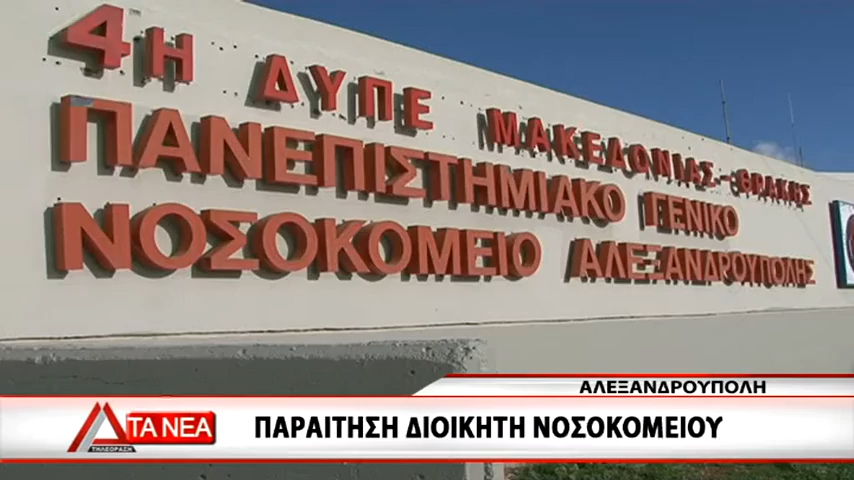 4Η ΔΥΠΕ ΜΑΚΕΔΟΝΙΑΣ-ΘΡΑΚΗΣ
ΠΑΝΕΠΙΣΤΗΜΙΑΚΟ ΓΕΝΙΚΟ
ΝΟΣΟΚΟΜΕΙΟ ΑΛΕΞΑΝΔΡΟΥΠΟΛΗΣ
ΑΛΕΞΑΝΔΡΟΥΠΟΛΗ
ΤΑ ΝΕΑ
ΤΗΛΕΟΡΑΣΗ
ΠΑΡΑΙΤΗΣΗ ΔΙΟΙΚΗΤΗ ΝΟΣΟΚΟΜΕΙΟΥ